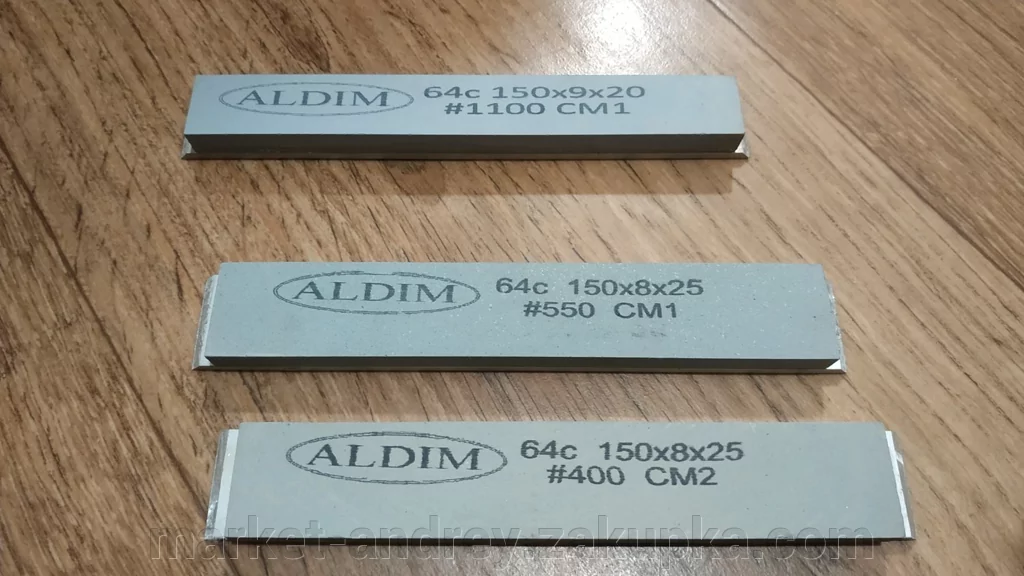 ALDIM 64c 150x9x20
#1100 CM1
ALDIM 64c 150x8x25
#550 CM1
ALDIM 64c 150x8x25
#400 CM2
market-andrey.zakupka.com